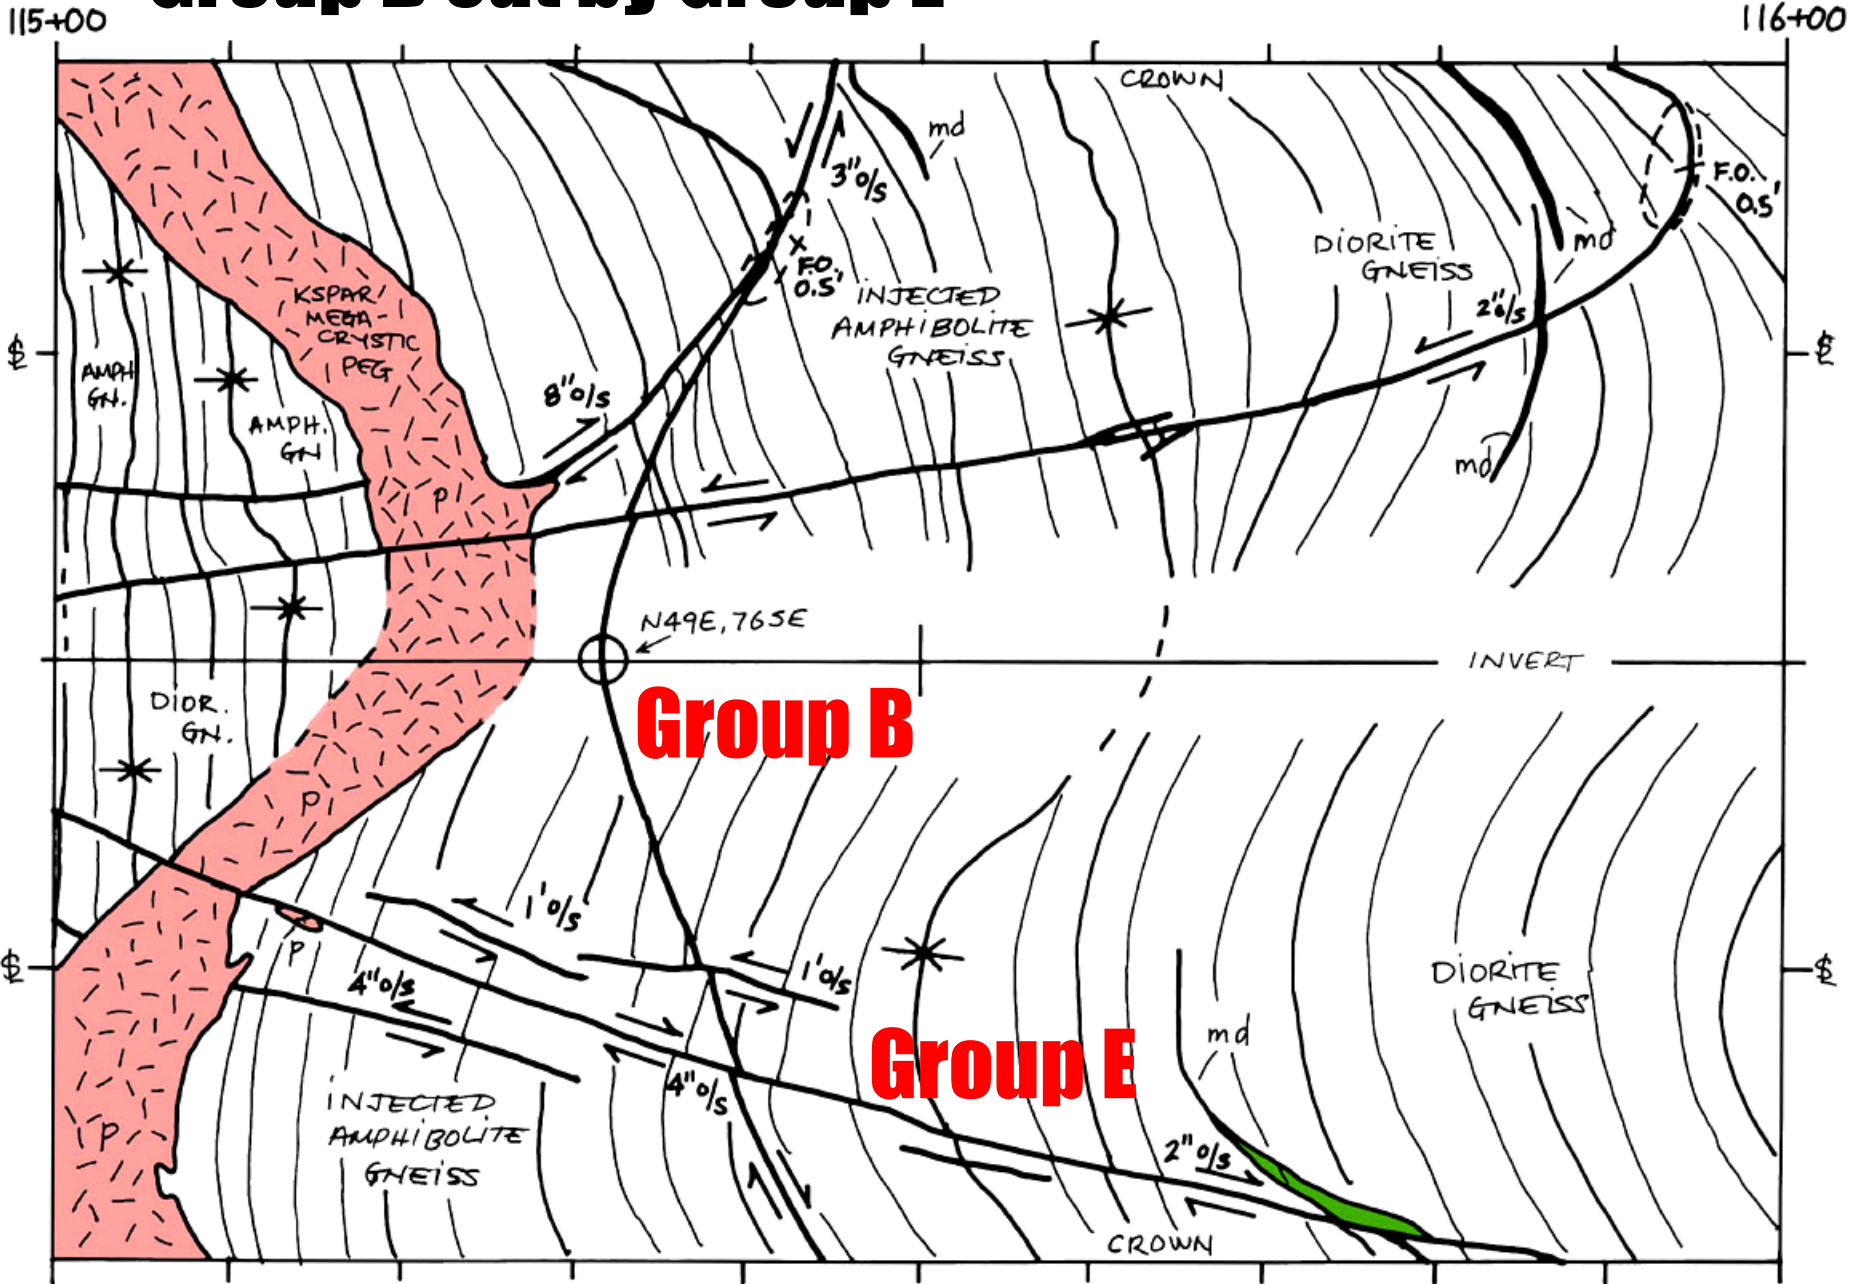 Group B cut by Group E
115+00
116+00
CROWN
md
3"o/s
F.O.
0.5'
DIORITE
GNEISS
md
KSPAR
MEGA-
CRYSTIC
PEG
F.O.
0.5'
INJECTED
AMPHIBOLITE
GNEISS
2"o/s
℄
℄
AMPH
GN.
8"o/s
AMPH.
GN
md
P
N49E, 76SE
INVERT
DIOR.
GN.
Group B
P
1'o/s
P
1'o/s
℄
℄
4"o/s
DIORITE
GNEISS
md
Group E
4"o/s
INJECTED
AMPHIBOLITE
GNEISS
P
2"o/s
CROWN